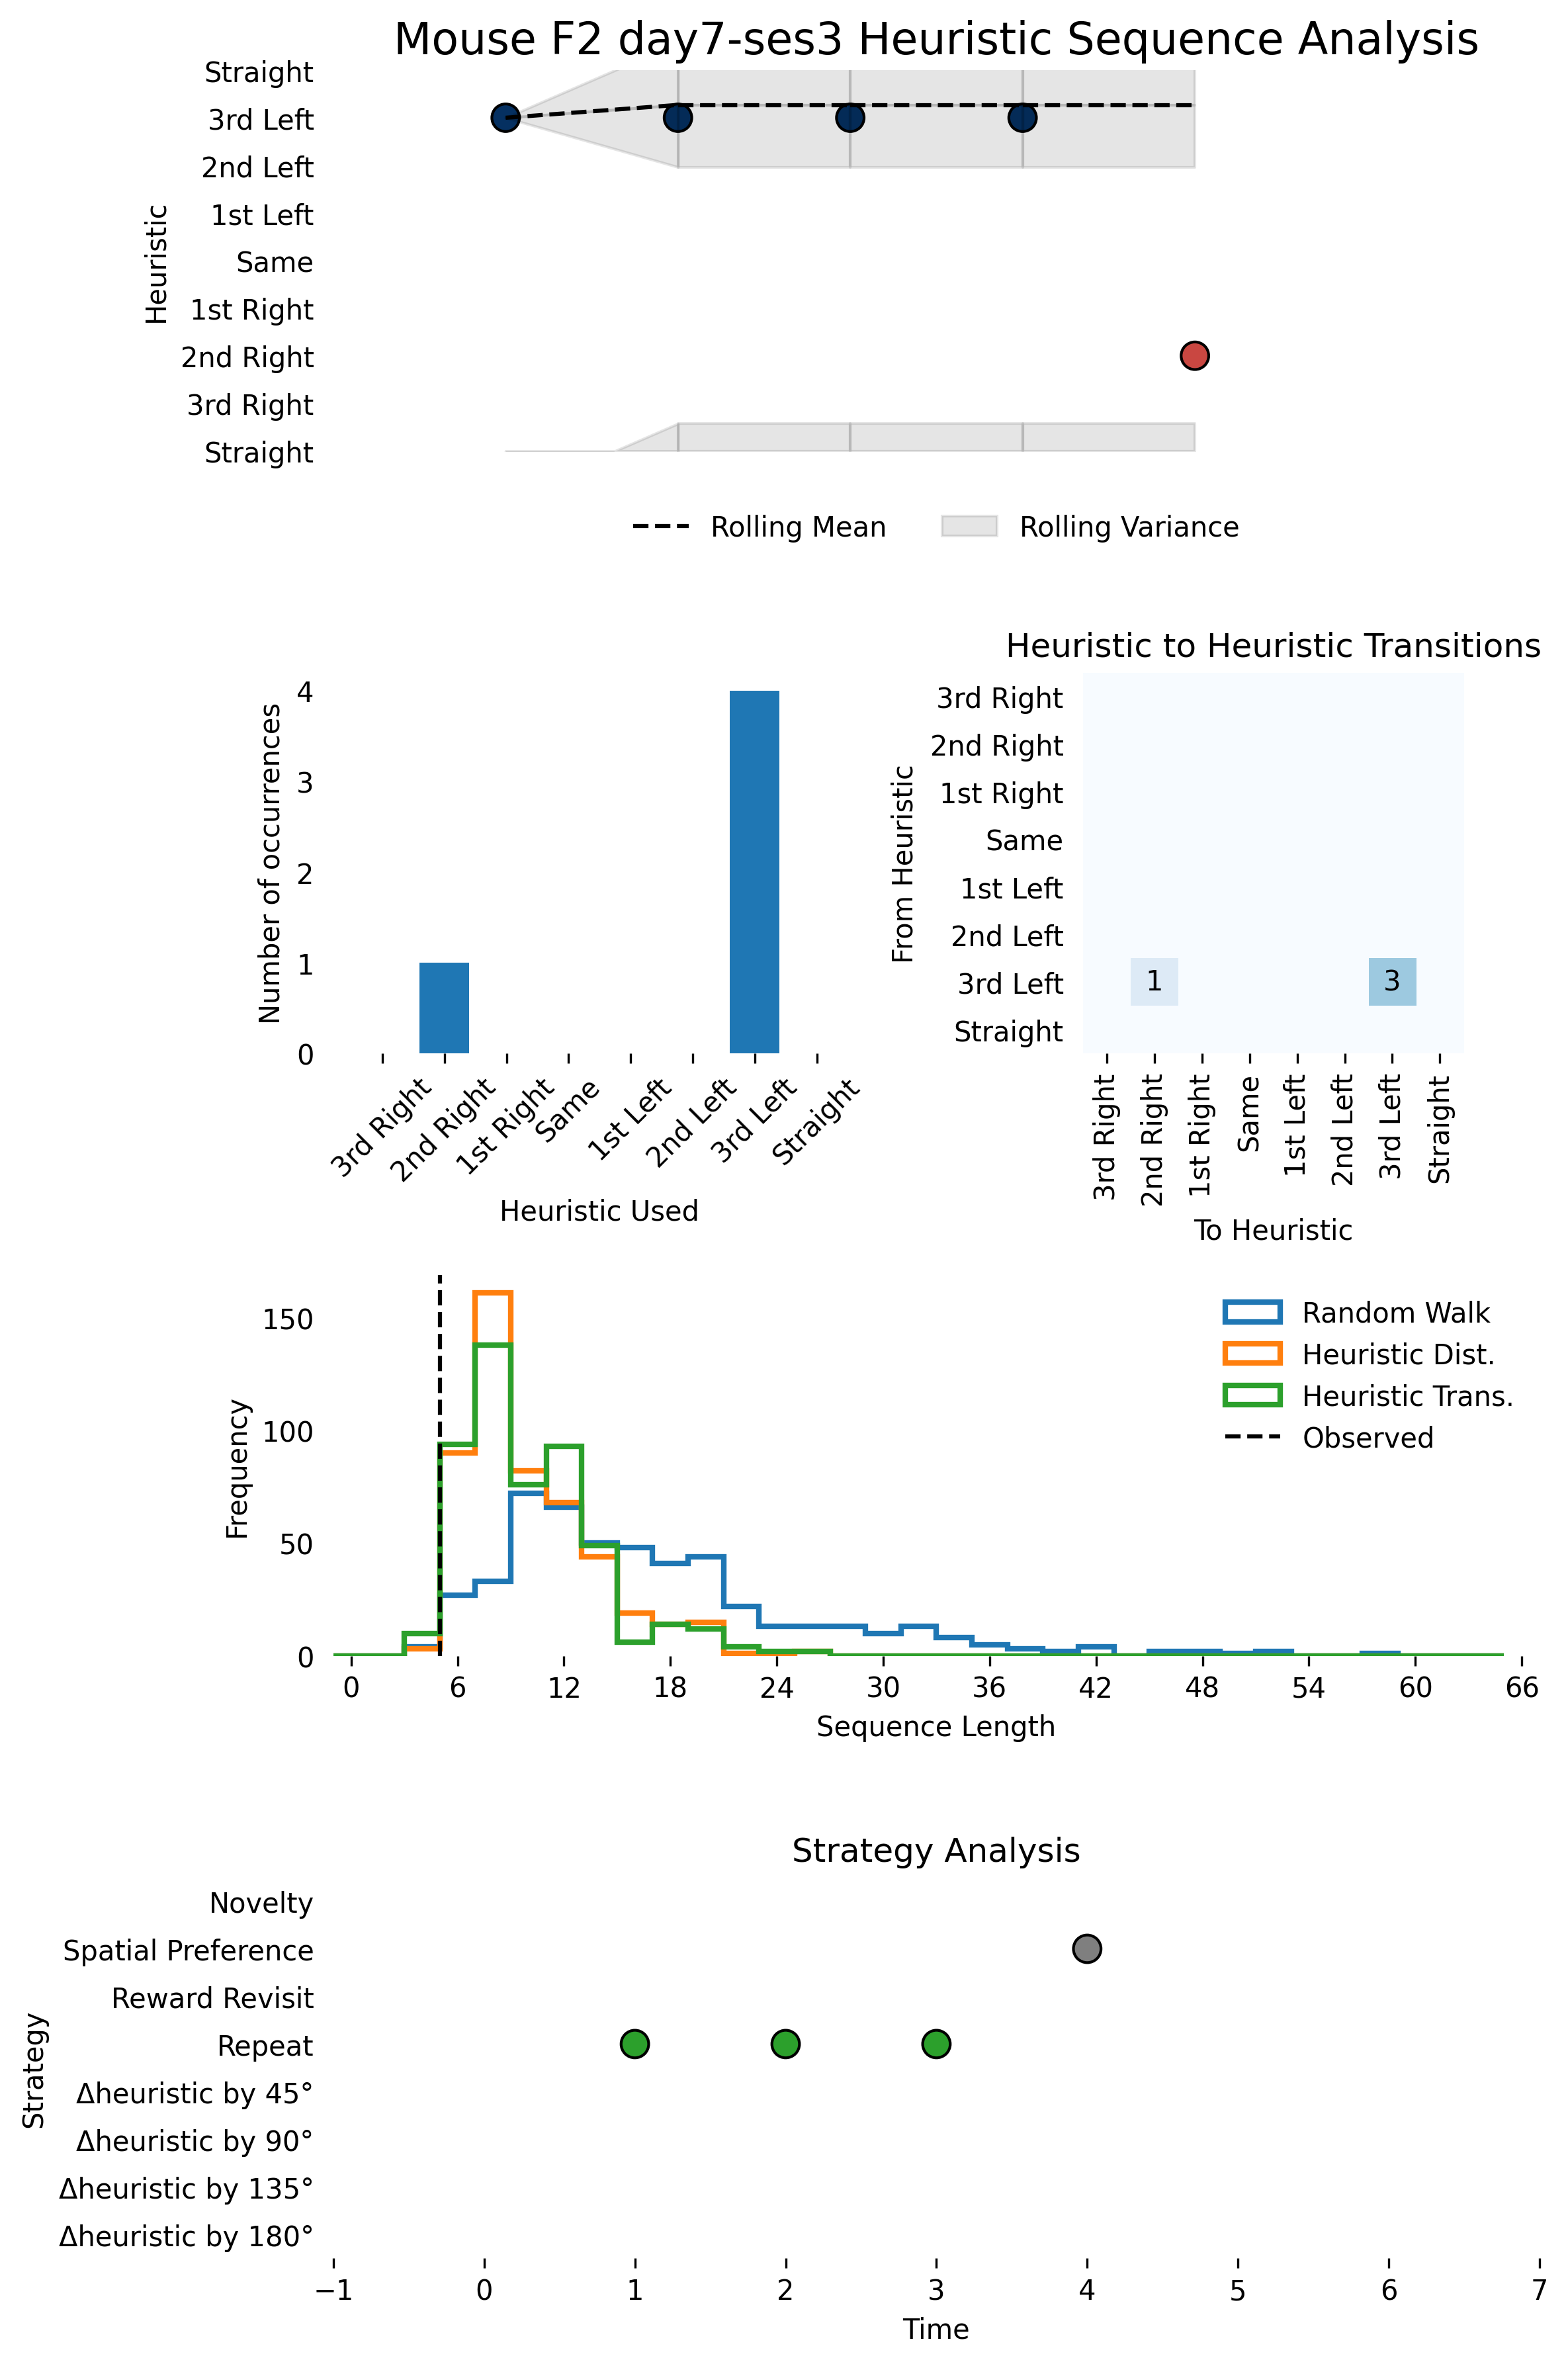 Mouse F2 day7-ses3 Heuristic Sequence Analysis
Straight
3rd Left
2nd Left
1st Left
Same
1st Right
2nd Right
3rd Right
Straight
Heuristic
Rolling Mean
Rolling Variance
4
3
2
1
0
Number of occurrences
3rd Right
2nd Right
1st Right
Same
1st Left
2nd Left
3rd Left
Straight
Heuristic Used
Heuristic to Heuristic Transitions
3rd Right
2nd Right
1st Right
Same
1st Left
2nd Left
3rd Left
Straight
From Heuristic
1
3
3rd Right
2nd Right
1st Right
Same
1st Left
2nd Left
3rd Left
Straight
To Heuristic
150
100
50
0
Frequency
Random Walk
Heuristic Dist.
Heuristic Trans.
Observed
0 6 12 18 24 30 36 42 48 54 60 66
Sequence Length
Strategy Analysis
Novelty
Spatial Preference
Reward Revisit
Repeat
Δheuristic by 45°
Δheuristic by 90°
Δheuristic by 135°
Δheuristic by 180°
Strategy
−1 0 1 2 3 4 5 6 7
Time